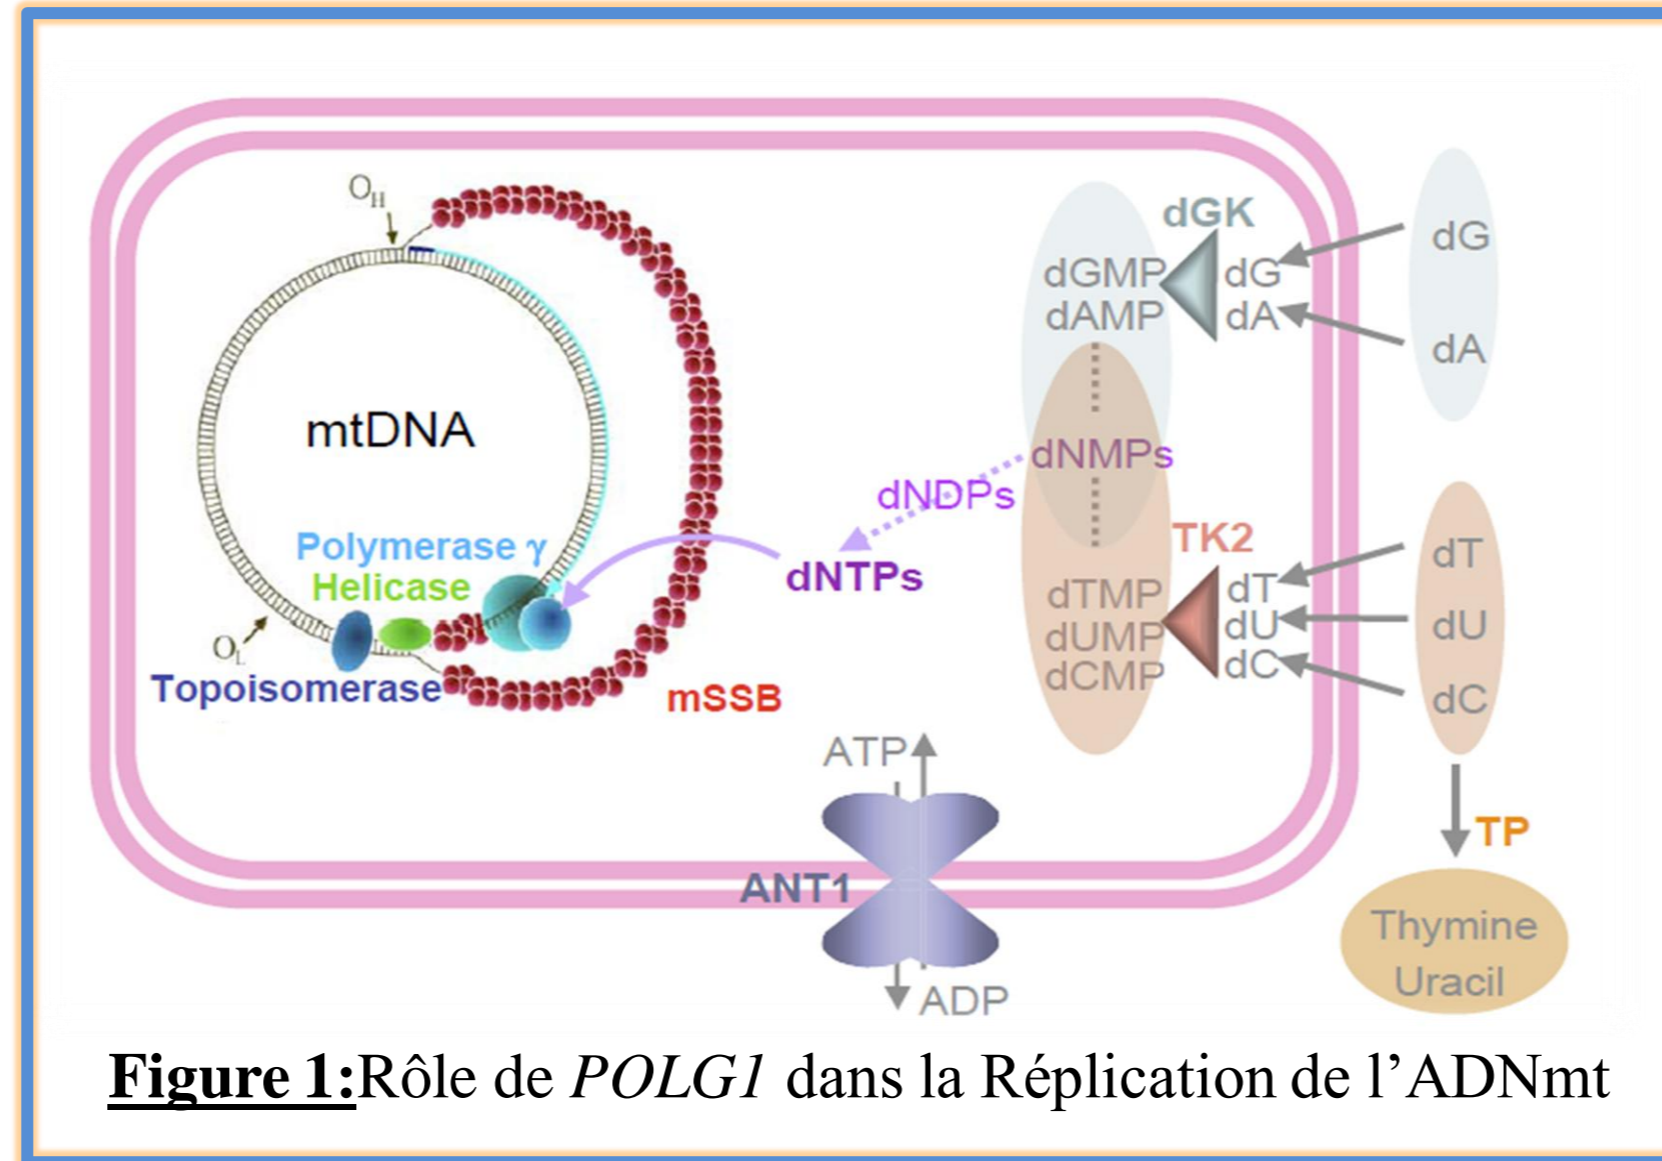 O_H
mtDNA
Polymerase γ
Helicase
O_L
Topoisomerase
mSSB
dNTPs
dNDPs
dNMPs
dGK
dGMP
dAMP
dG
dA
dG
dA
TK2
dTMP
dUMP
dCMP
dT
dU
dC
dT
dU
dC
TP
Thymine
Uracil
ATP
ANT1
ADP
Figure 1:Rôle de POLG1 dans la Réplication de l’ADNmt